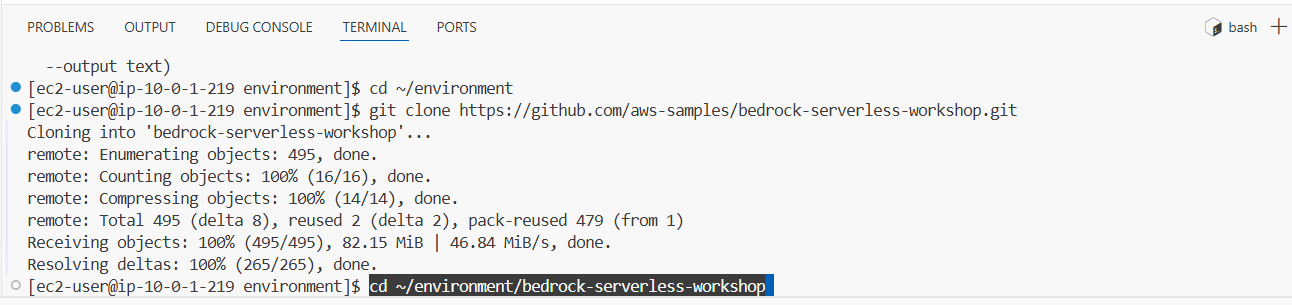 PROBLEMS OUTPUT DEBUG CONSOLE TERMINAL PORTS bash
--output text)
[ec2-user@ip-10-0-1-219 environment]$ cd ~/environment
[ec2-user@ip-10-0-1-219 environment]$ git clone https://github.com/aws-samples/bedrock-serverless-workshop.git
Cloning into 'bedrock-serverless-workshop'...
remote: Enumerating objects: 495, done.
remote: Counting objects: 100% (16/16), done.
remote: Compressing objects: 100% (14/14), done.
remote: Total 495 (delta 8), reused 2 (delta 2), pack-reused 479 (from 1)
Receiving objects: 100% (495/495), 82.15 MiB | 46.84 MiB/s, done.
Resolving deltas: 100% (265/265), done.
[ec2-user@ip-10-0-1-219 environment]$ cd ~/environment/bedrock-serverless-workshop